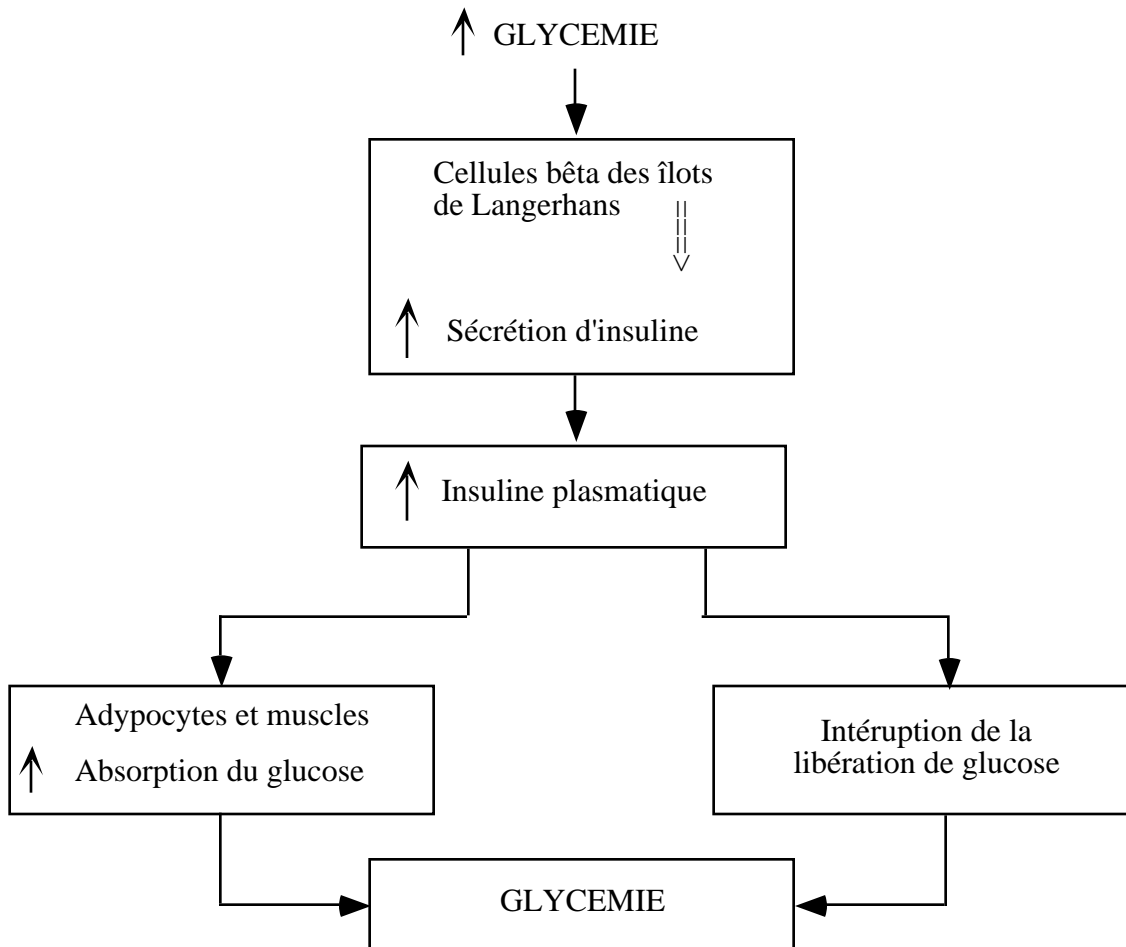 GLYCEMIE
Cellules bêta des îlots
de Langerhans
Sécrétion d'insuline
Insuline plasmatique
Adypocytes et muscles
Absorption du glucose
Intéruption de la
libération de glucose
GLYCEMIE